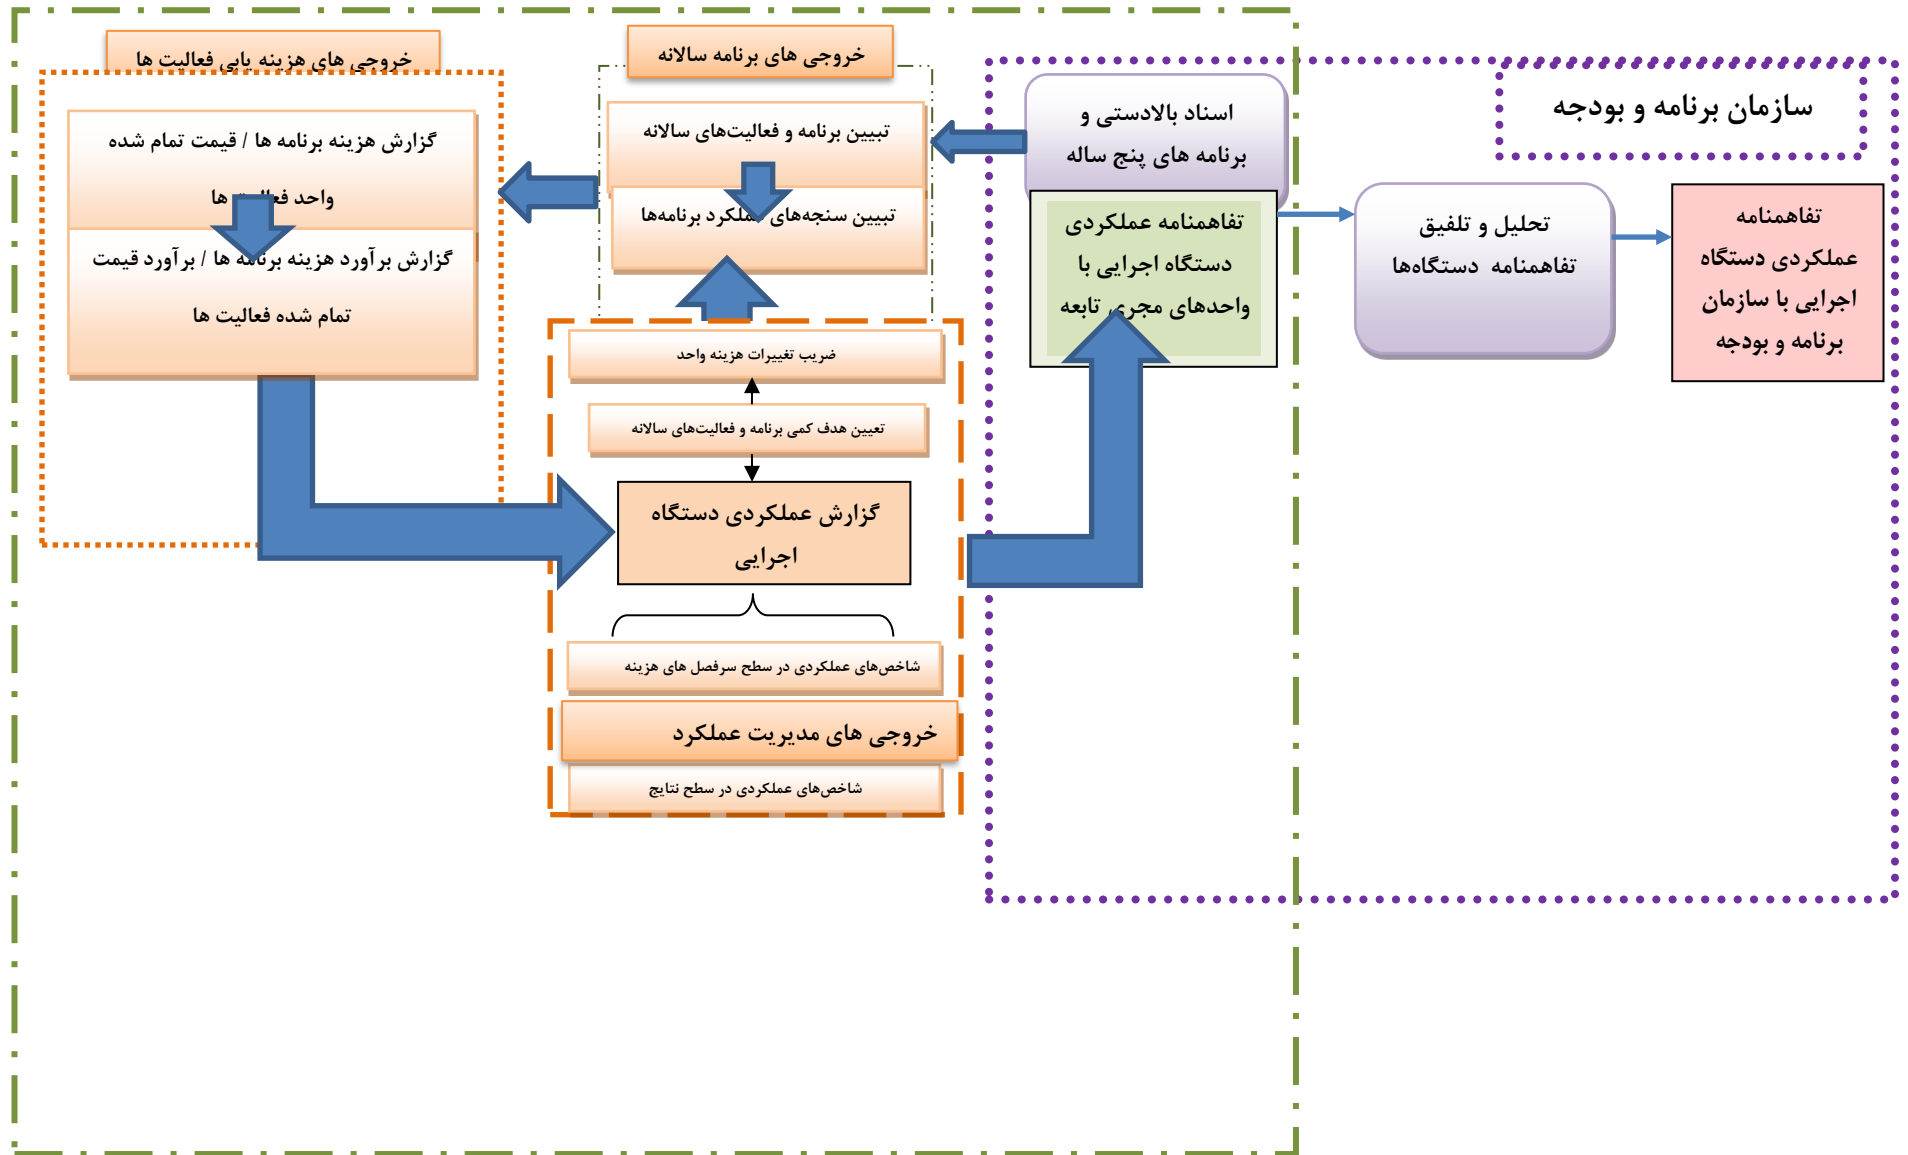 سازمان برنامه و بودجه
اسناد بالادستی و
برنامه های پنج ساله
تفاهمنامه عملکردی
دستگاه اجرایی با
واحدهای مجری تابعه
تحلیل و تلفیق
تفاهمنامه دستگاه‌ها
تفاهمنامه
عملکردی دستگاه
اجرایی با سازمان
برنامه و بودجه
خروجی های برنامه سالانه
تبیین برنامه و فعالیت‌های سالانه
تبیین سنجه‌های عملکرد برنامه‌ها
خروجی های هزینه یابی فعالیت ها
گزارش هزینه برنامه ها / قیمت تمام شده
واحد فعالیت ها
گزارش برآورد هزینه برنامه ها / برآورد قیمت
تمام شده فعالیت ها
ضریب تغییرات هزینه واحد
تعیین هدف کمی برنامه و فعالیت‌های سالانه
گزارش عملکردی دستگاه
اجرایی
شاخص‌های عملکردی در سطح سرفصل های هزینه
خروجی های مدیریت عملکرد
شاخص‌های عملکردی در سطح نتایج